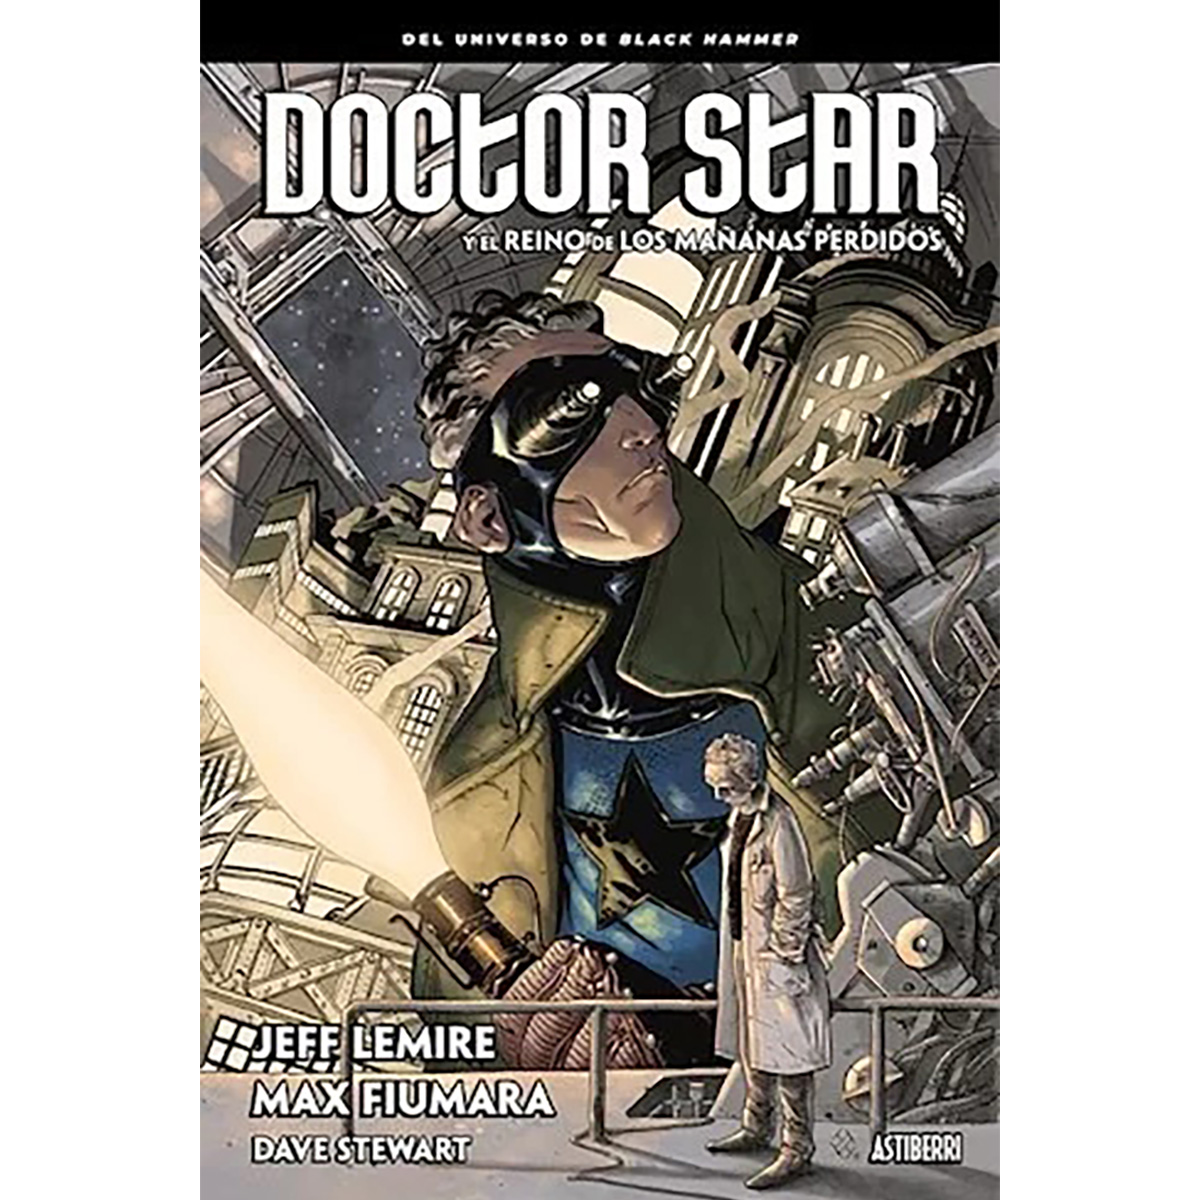 DEL UNIVERSO DE BLACK HAMMER
DOCTOR STAR
Y EL REINO DE LOS MAÑANAS PERDIDOS
JEFF LEMIRE
MAX FIUMARA
DAVE STEWART
ASTIBERRI